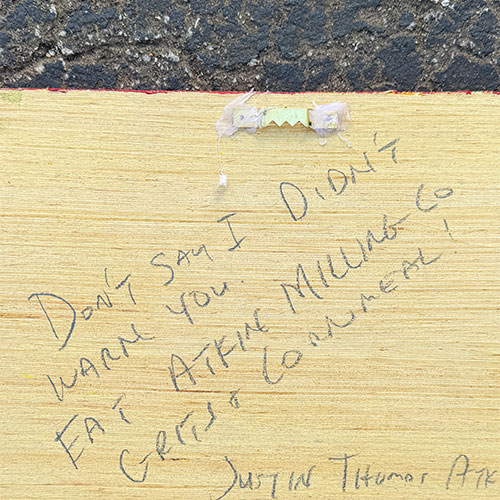 DON'T SAY I DIDN'T
WARN YOU.
EAT ATKIN MILLING CO
GRITS & CORNMEAL!
JUSTIN THOMAS ATK